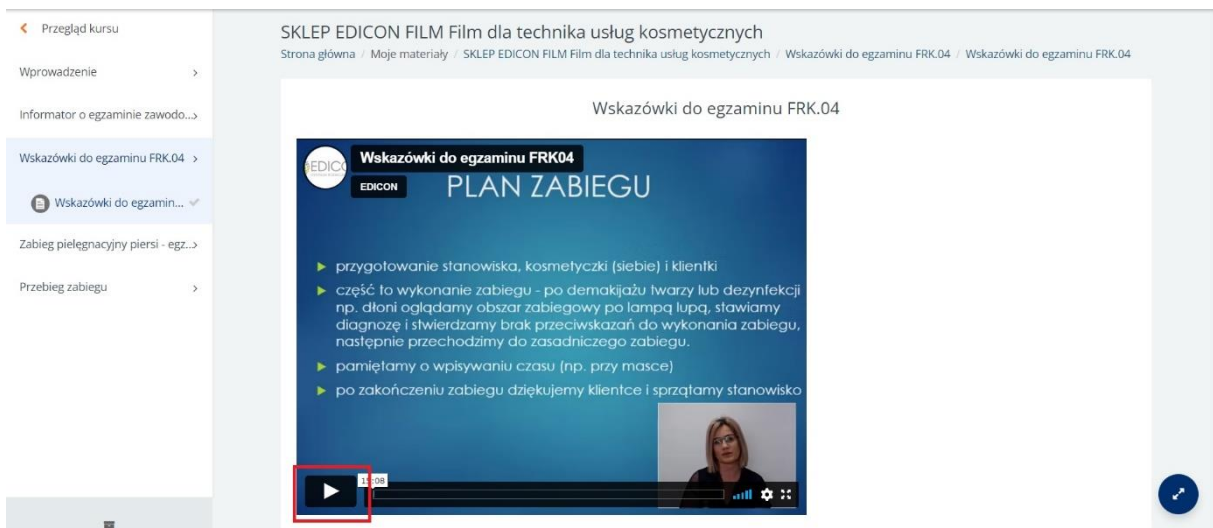 Przegląd kursu
Wprowadzenie
Informator o egzaminie zawodo...
Wskazówki do egzaminu FRK.04
Wskazówki do egzamin...
Zabieg pielęgnacyjny piersi - egz...
Przebieg zabiegu
SKLEP EDICON FILM Film dla technika usług kosmetycznych
Strona główna / Moje materiały / SKLEP EDICON FILM Film dla technika usług kosmetycznych / Wskazówki do egzaminu FRK.04 / Wskazówki do egzaminu FRK.04
Wskazówki do egzaminu FRK.04
EDICO
Wskazówki do egzaminu FRK04
EDICON
PLAN ZABIEGU
przygotowanie stanowiska, kosmetyczki (siebie) i klientki
część to wykonanie zabiegu - po demakijażu twarzy lub dezynfekcji
np. dłoni oglądamy obszar zabiegowy po lampą lupą, stawiamy
diagnozę i stwierdzamy brak przeciwskazań do wykonania zabiegu,
następnie przechodzimy do zasadniczego zabiegu.
pamiętamy o wpisywaniu czasu (np. przy masce)
po zakończeniu zabiegu dziękujemy klientce i sprzątamy stanowisko
15:08